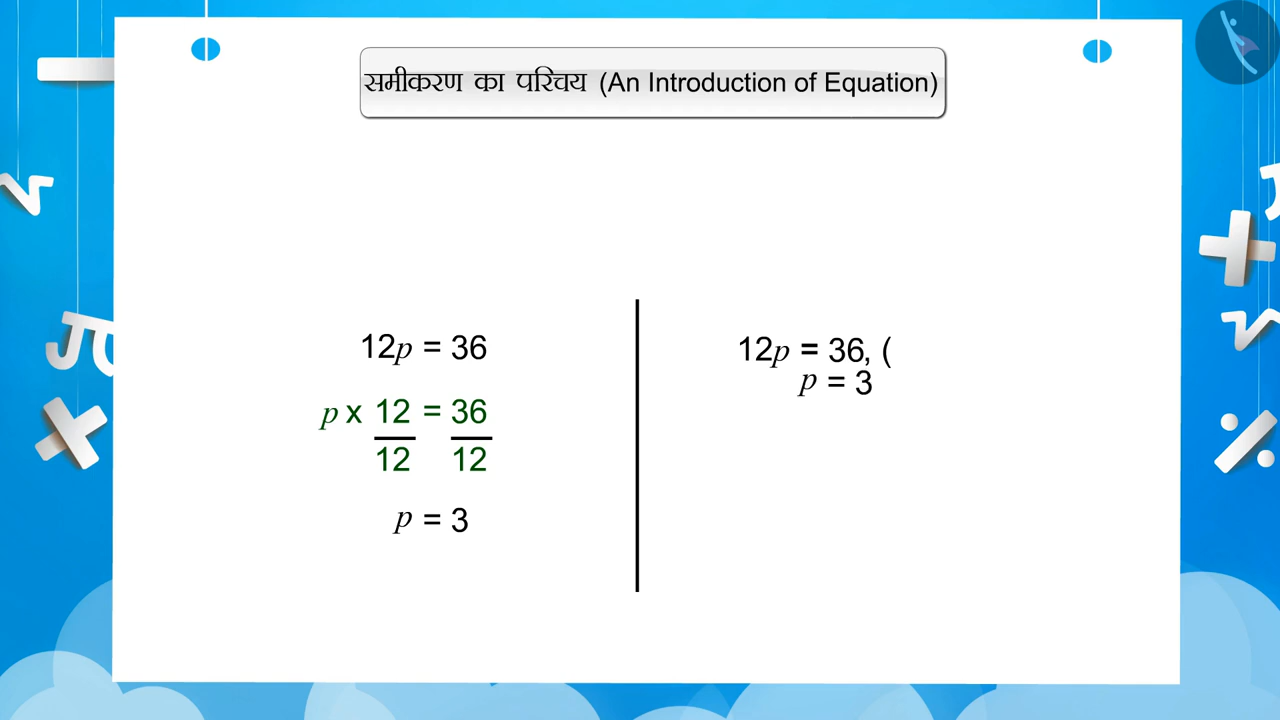 समीकरण का परिचय (An Introduction of Equation)
12p = 36
p x 12 = 36
12 12
p = 3
12p = 36, (
p = 3